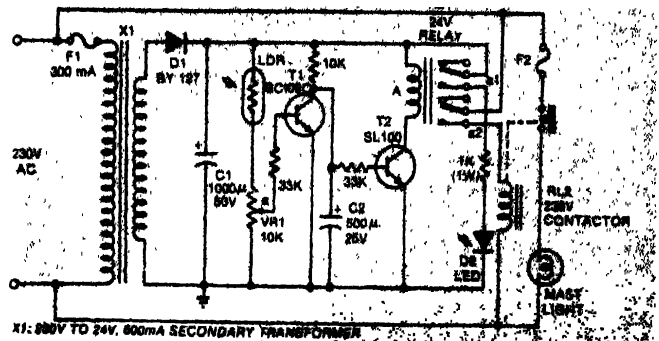 X1
24V
RELAY
F1
300 mA
D1
BY 127
LDR
T1
BC108C
10K
A
F2
230V
AC
T2
SL100
C1
1000µ
50V
33K
VR1
10K
33K
C2
500µ
25V
1K
(1W)
RL2
230V
CONTACTOR
D2
LED
MAST
LIGHT
X1: 230V TO 24V, 600mA SECONDARY TRANSFORMER